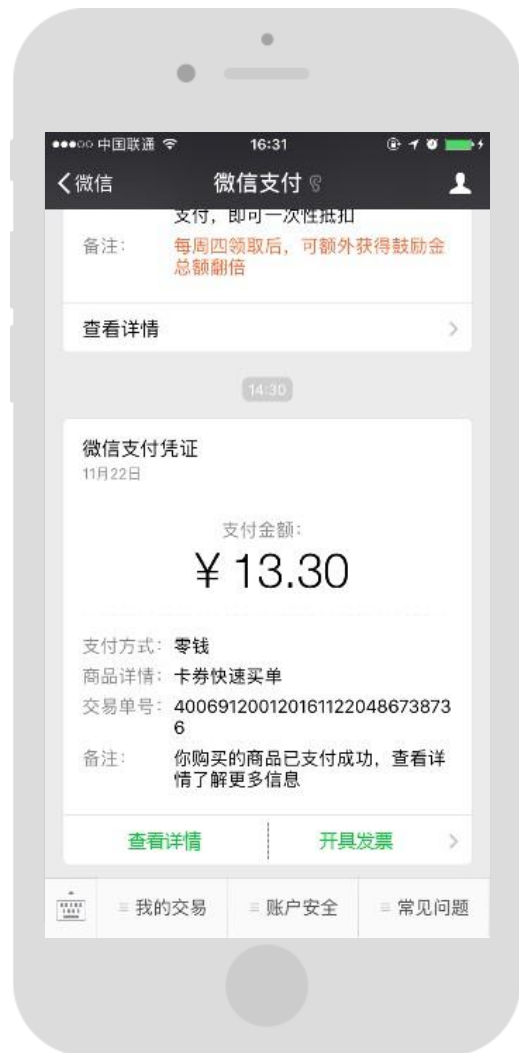 中国联通 16:31
微信 微信支付
支付，即可一次性抵扣
备注： 每周四领取后，可额外获得鼓励金
总额翻倍
查看详情
14:30
微信支付凭证
11月22日
支付金额：
¥ 13.30
支付方式： 零钱
商品详情： 卡券快速买单
交易单号： 400691200120161122048673873
6
备注： 你购买的商品已支付成功，查看详
情了解更多信息
查看详情 开具发票
我的交易 账户安全 常见问题